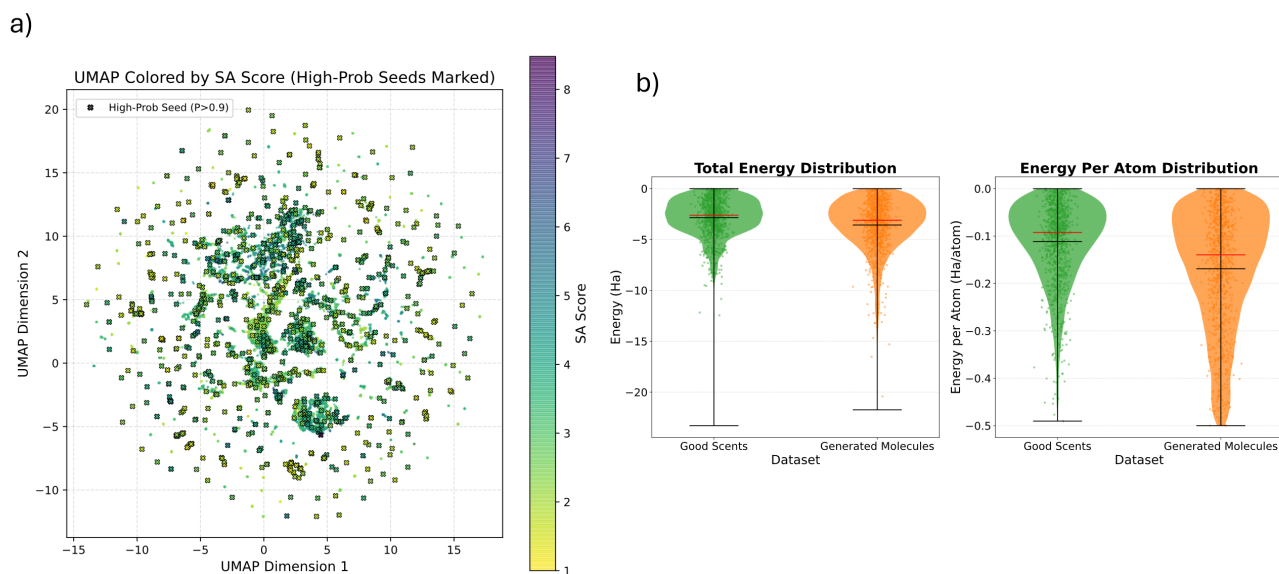 a)
UMAP Colored by SA Score (High-Prob Seeds Marked)
High-Prob Seed (P>0.9)
20
15
10
5
0
−5
−10
UMAP Dimension 2
−15
−10
−5
0
5
10
15
UMAP Dimension 1
8
7
6
5
4
3
2
1
SA Score
b)
Total Energy Distribution
0
−5
−10
−15
−20
Energy (Ha)
Good Scents
Generated Molecules
Dataset
Energy Per Atom Distribution
0.0
−0.1
−0.2
−0.3
−0.4
−0.5
Energy per Atom (Ha/atom)
Good Scents
Generated Molecules
Dataset